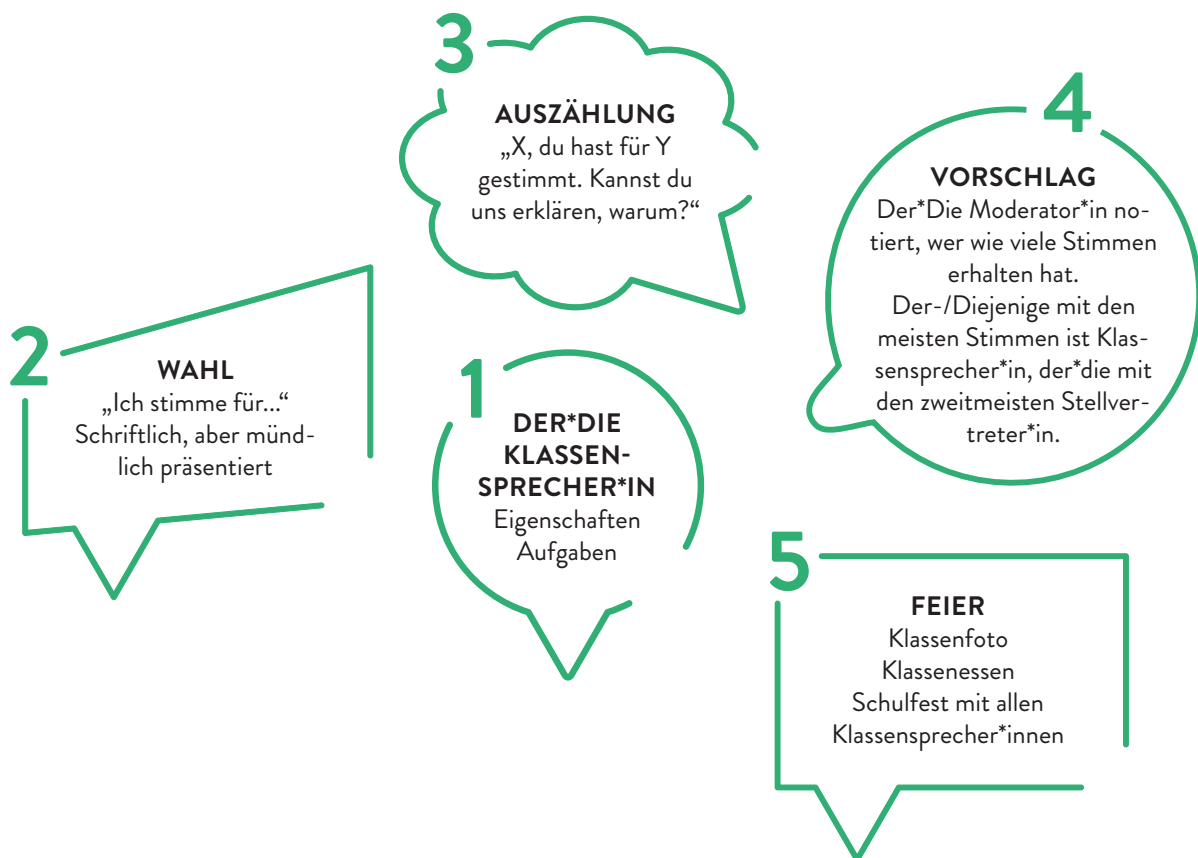 1
DER*DIE
KLASSEN-
SPRECHER*IN
Eigenschaften
Aufgaben
2
WAHL
„Ich stimme für...“
Schriftlich, aber münd-
lich präsentiert
3
AUSZÄHLUNG
„X, du hast für Y
gestimmt. Kannst du
uns erklären, warum?“
4
VORSCHLAG
Der*Die Moderator*in no-
tiert, wer wie viele Stimmen
erhalten hat.
Der-/Diejenige mit den
meisten Stimmen ist Klas-
sensprecher*in, der*die mit
den zweitmeisten Stellver-
treter*in.
5
FEIER
Klassenfoto
Klassenessen
Schulfest mit allen
Klassensprecher*innen